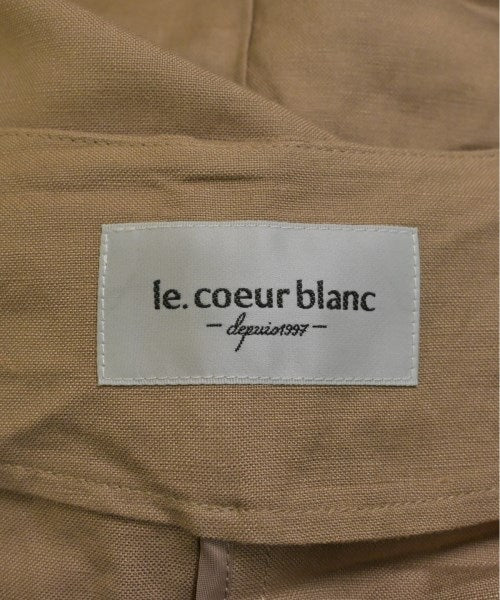 le.coeur blanc
- depuis1997 -